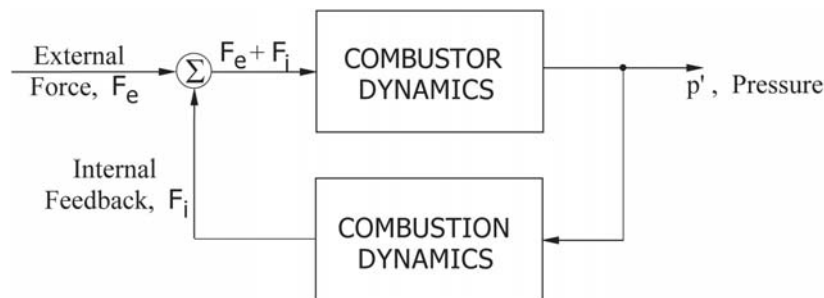 External
Force, Fe
Σ
Fe + Fi
COMBUSTOR
DYNAMICS
p' , Pressure
Internal
Feedback, Fi
COMBUSTION
DYNAMICS